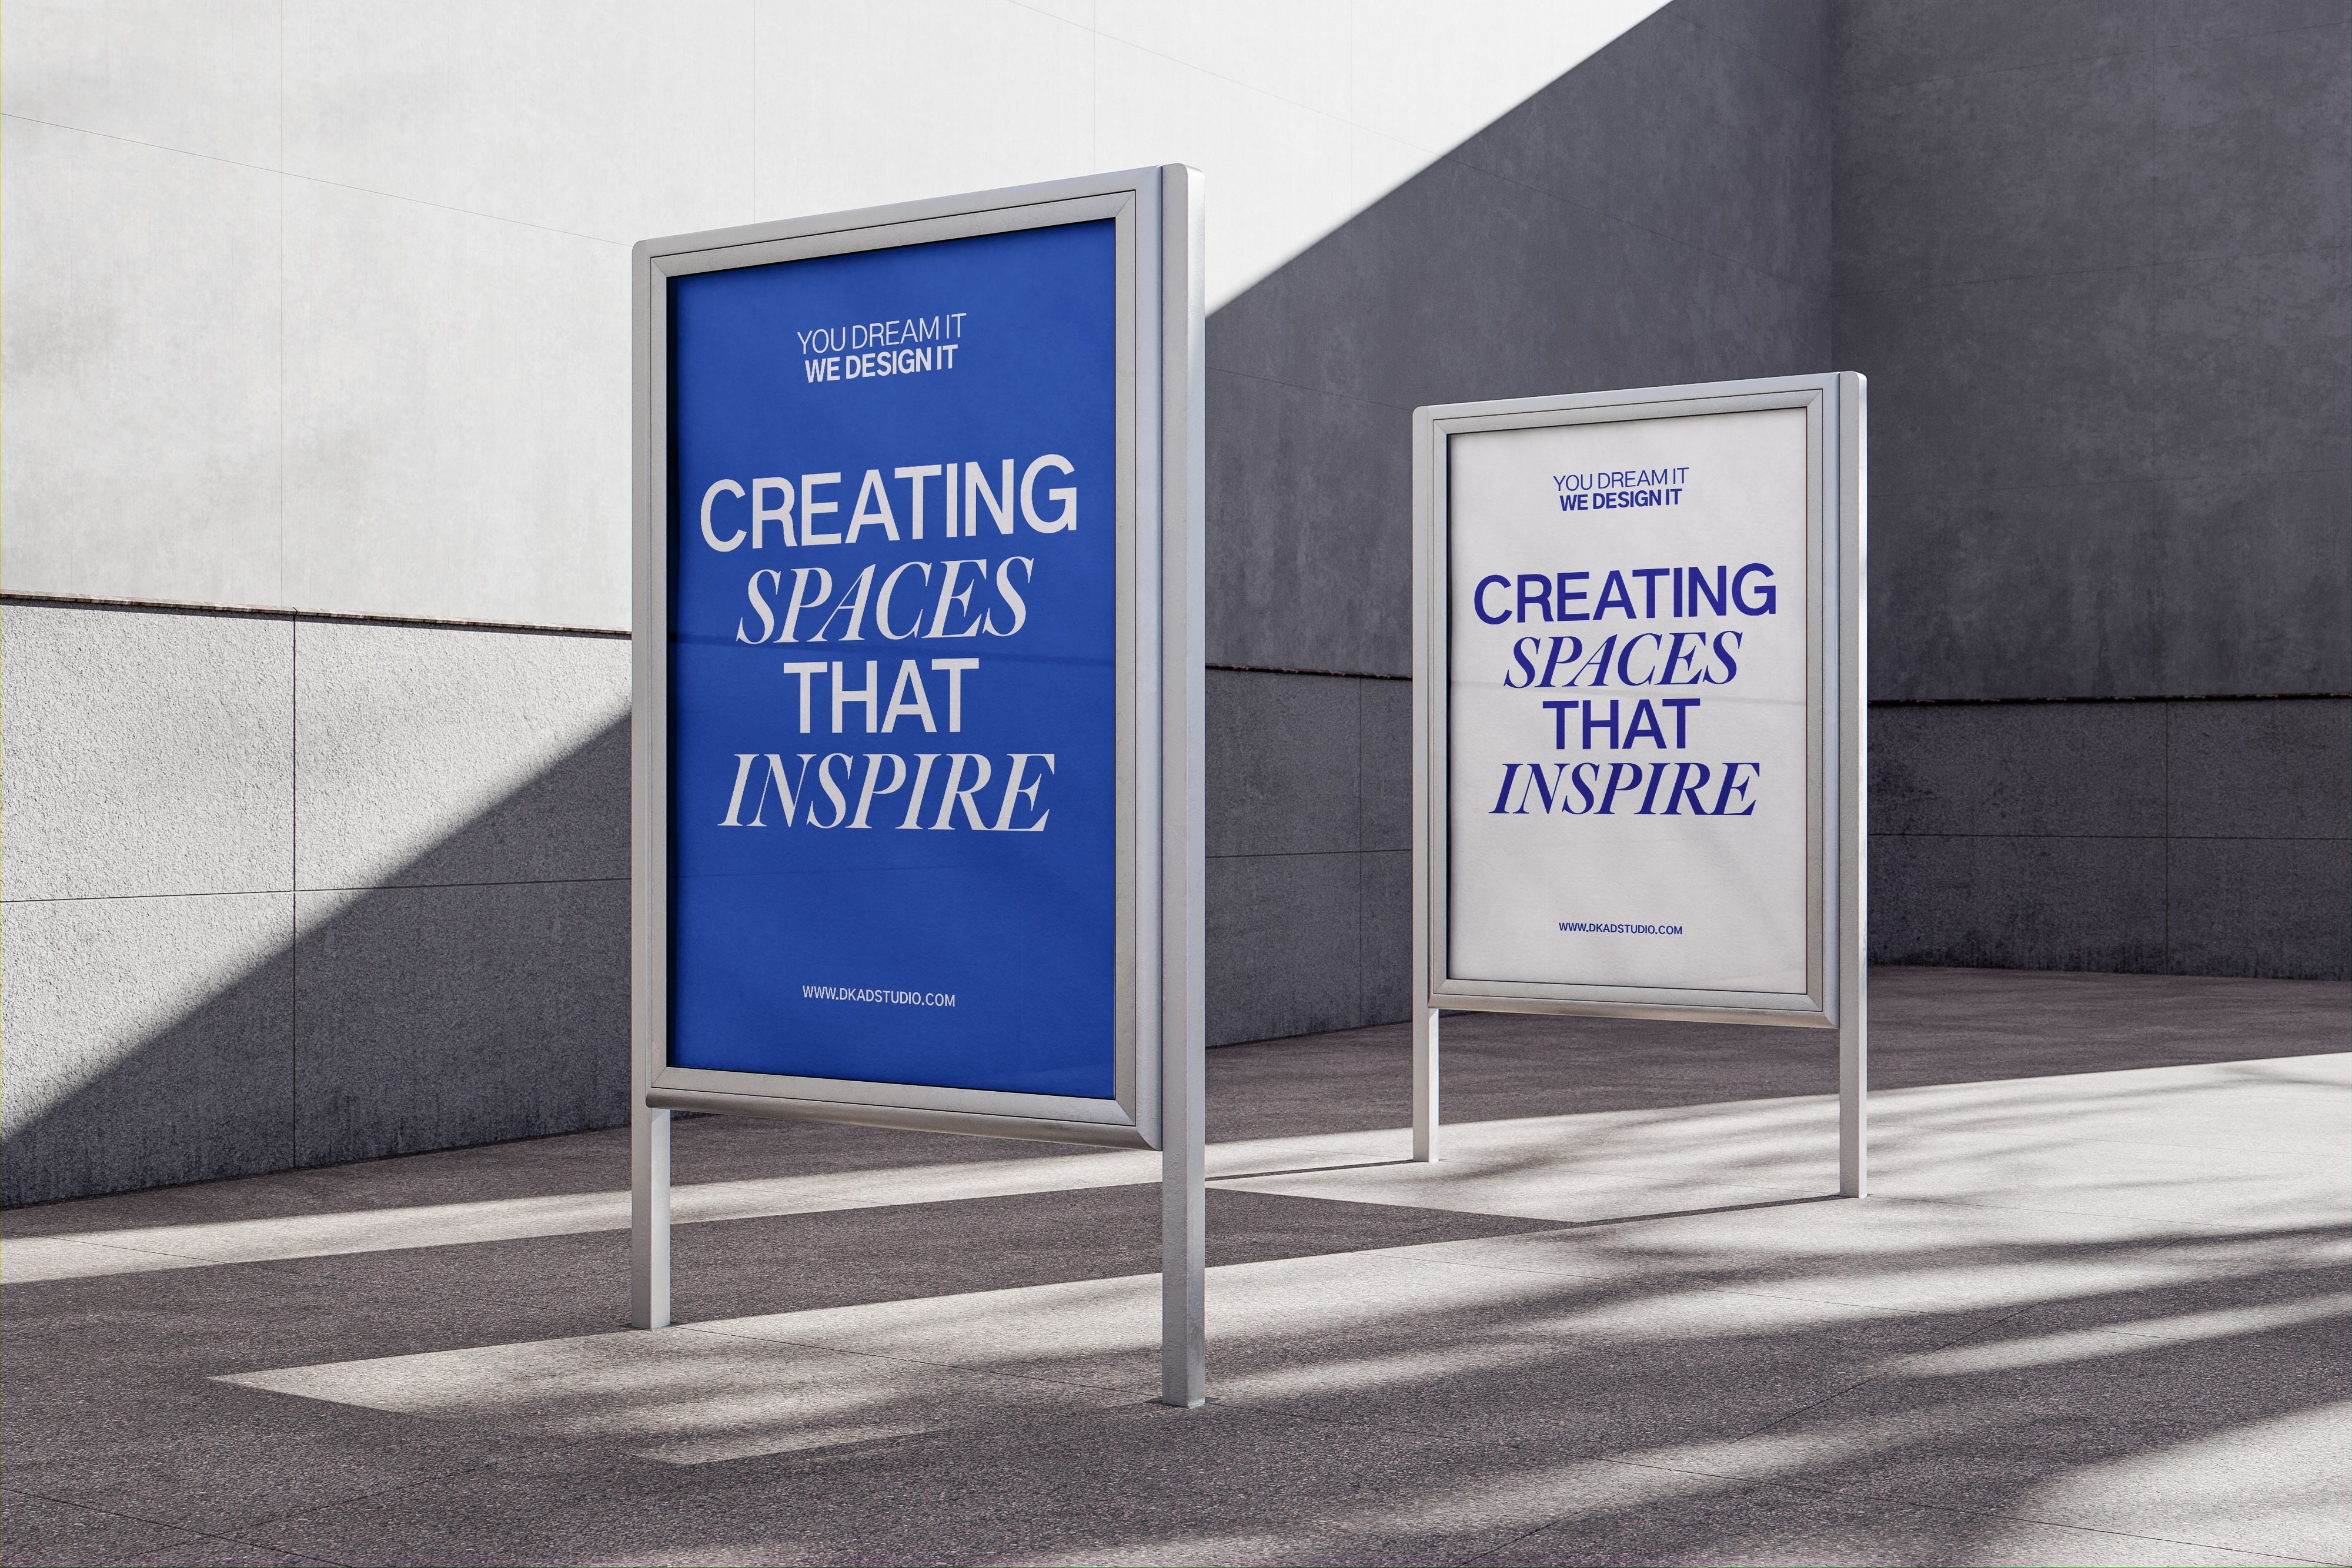 YOU DREAM IT
WE DESIGN IT
CREATING
SPACES
THAT
INSPIRE
WWW.DKADSTUDIO.COM
YOU DREAM IT
WE DESIGN IT
CREATING
SPACES
THAT
INSPIRE
WWW.DKADSTUDIO.COM